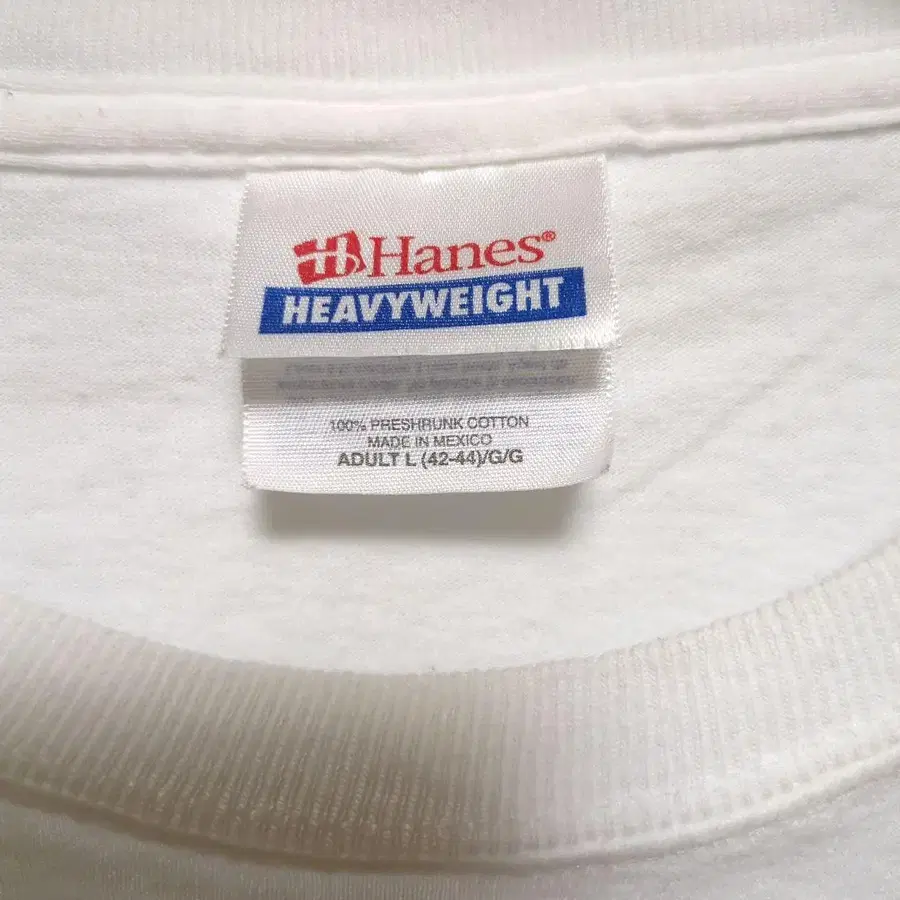 Hanes®
HEAVYWEIGHT
100% PRESHRUNK COTTON
MADE IN MEXICO
ADULT L (42-44)/G/G